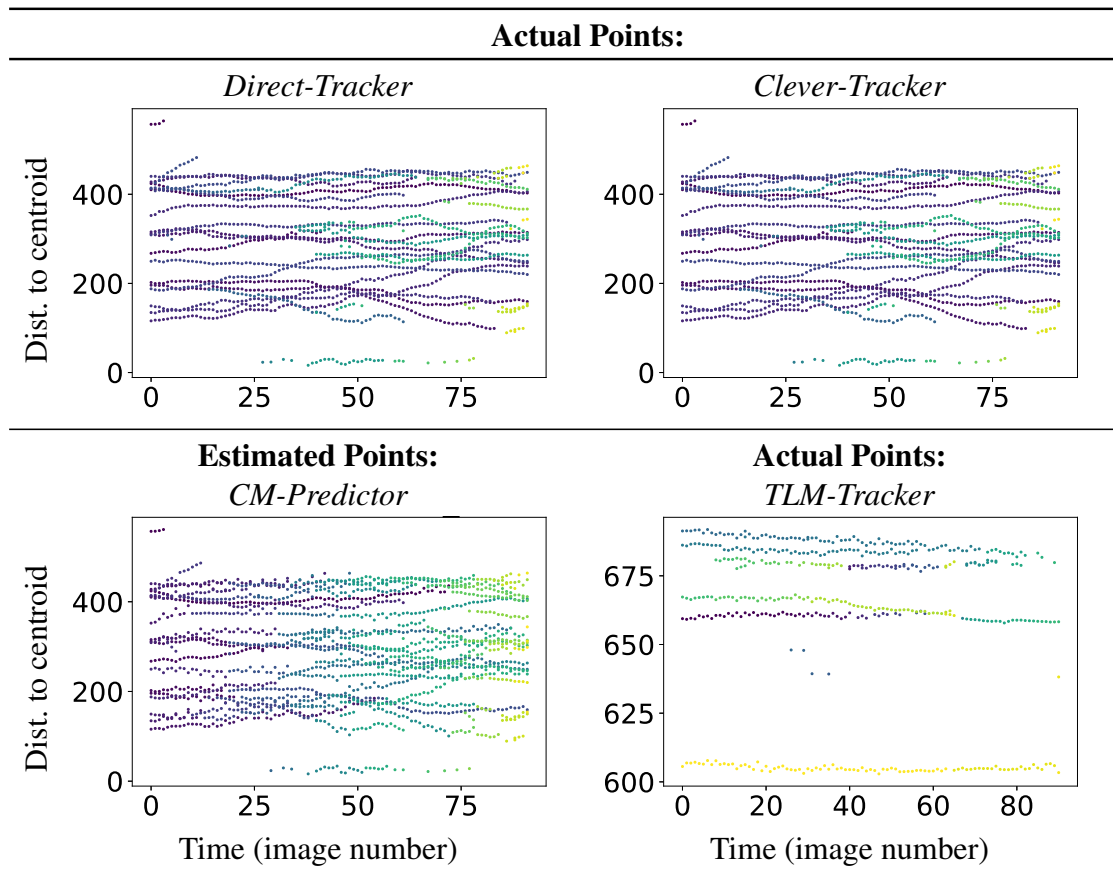 Actual Points:
Direct-Tracker
Clever-Tracker
Dist. to centroid
400
200
0
0
25
50
75
400
200
0
0
25
50
75
Estimated Points:
CM-Predictor
Actual Points:
TLM-Tracker
Dist. to centroid
400
200
0
0
25
50
75
675
650
625
600
0
20
40
60
80
Time (image number)
Time (image number)